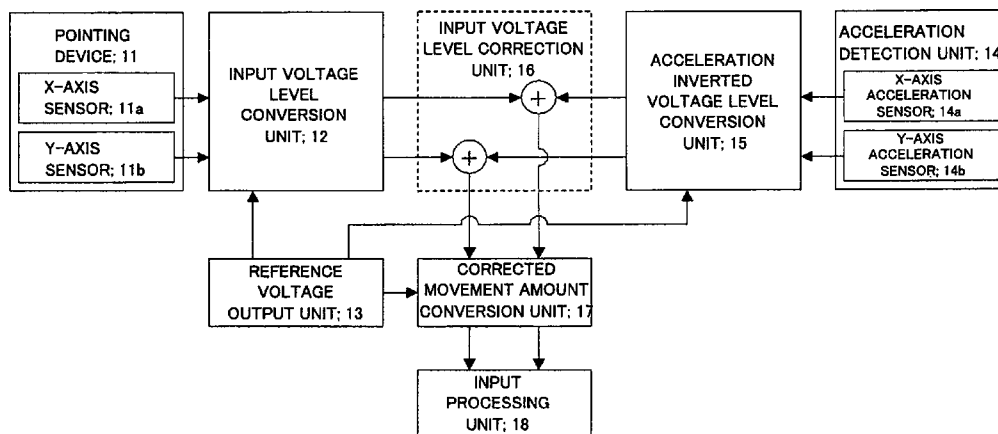 POINTING
DEVICE; 11
X-AXIS
SENSOR; 11a
Y-AXIS
SENSOR; 11b
INPUT VOLTAGE
LEVEL
CONVERSION
UNIT; 12
INPUT VOLTAGE
LEVEL CORRECTION
UNIT; 16
+
+
ACCELERATION
INVERTED
VOLTAGE LEVEL
CONVERSION
UNIT; 15
ACCELERATION
DETECTION UNIT; 14
X-AXIS
ACCELERATION
SENSOR; 14a
Y-AXIS
ACCELERATION
SENSOR; 14b
REFERENCE
VOLTAGE
OUTPUT UNIT; 13
CORRECTED
MOVEMENT AMOUNT
CONVERSION UNIT; 17
INPUT
PROCESSING
UNIT; 18